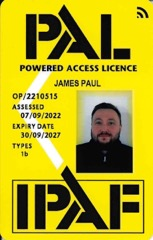 PAL
POWERED ACCESS LICENCE
JAMES PAUL
OP/2210515
ASSESSED
07/09/2022
EXPIRY DATE
30/09/2027
TYPES
1b
IPAF